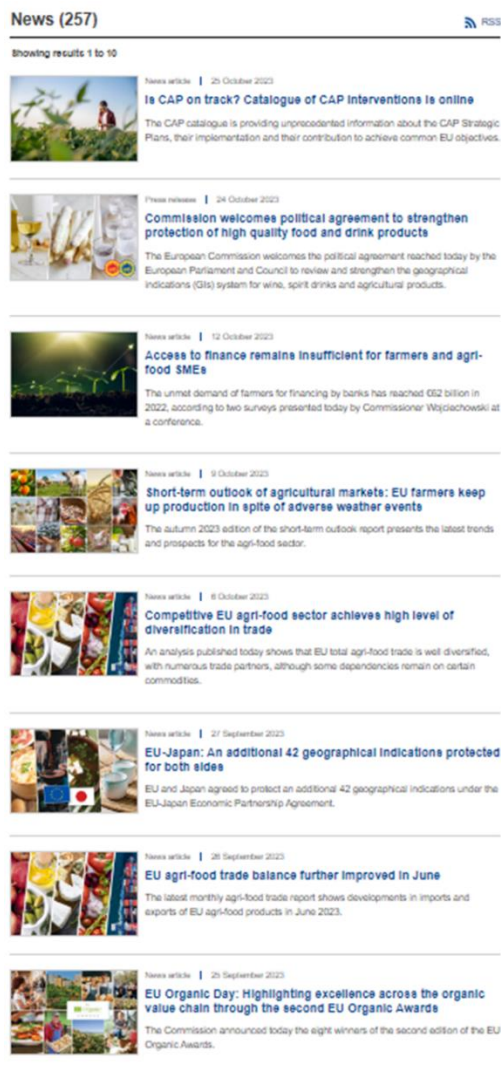 News (257)
RSS
Showing results 1 to 10
News article | 25 October 2023
Is CAP on track? Catalogue of CAP Interventions is online
The CAP catalogue is providing unprecedented information about the CAP Strategic
Plans, their implementation and their contribution to achieve common EU objectives.
Press release | 24 October 2023
Commission welcomes political agreement to strengthen
protection of high quality food and drink products
The European Commission welcomes the political agreement reached today by the
European Parliament and Council to review and strengthen the geographical
indications (GIs) system for wine, spirit drinks and agricultural products.
News article | 12 October 2023
Access to finance remains insufficient for farmers and agri-
food SMEs
The unmet demand of farmers for financing by banks has reached €62 billion in
2022, according to two surveys presented today by Commissioner Wojciechowski at
a conference.
News article | 9 October 2023
Short-term outlook of agricultural markets: EU farmers keep
up production in spite of adverse weather events
The autumn 2023 edition of the short-term outlook report presents the latest trends
and prospects for the agri-food sector.
News article | 6 October 2023
Competitive EU agri-food sector achieves high level of
diversification in trade
An analysis published today shows that EU total agri-food trade is well diversified,
with numerous trade partners, although some dependencies remain on certain
commodities.
News article | 27 September 2023
EU-Japan: An additional 42 geographical indications protected
for both sides
EU and Japan agreed to protect an additional 42 geographical indications under the
EU-Japan Economic Partnership Agreement.
News article | 26 September 2023
EU agri-food trade balance further improved in June
The latest monthly agri-food trade report shows developments in imports and
exports of EU agri-food products in June 2023.
News article | 25 September 2023
EU Organic Day: Highlighting excellence across the organic
value chain through the second EU Organic Awards
The Commission announced today the eight winners of the second edition of the EU
Organic Awards.